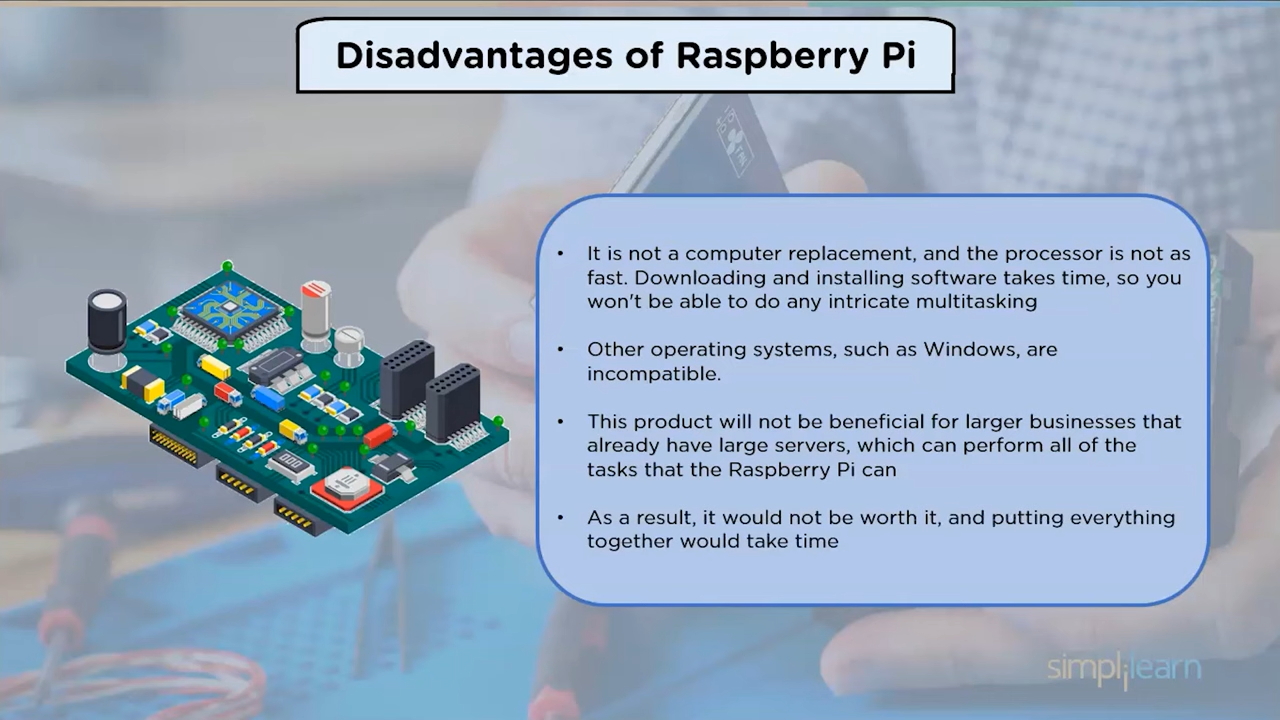 Disadvantages of Raspberry Pi
• It is not a computer replacement, and the processor is not as
fast. Downloading and installing software takes time, so you
won't be able to do any intricate multitasking
• Other operating systems, such as Windows, are
incompatible.
• This product will not be beneficial for larger businesses that
already have large servers, which can perform all of the
tasks that the Raspberry Pi can
• As a result, it would not be worth it, and putting everything
together would take time
simplilearn